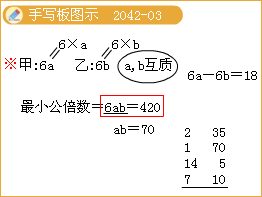 手写板图示 2042-03
6×a 6×b
※甲:6a 乙:6b a,b互质
6a－6b＝18
最小公倍数＝6ab＝420
ab＝70
2 35
1 70
14 5
7 10